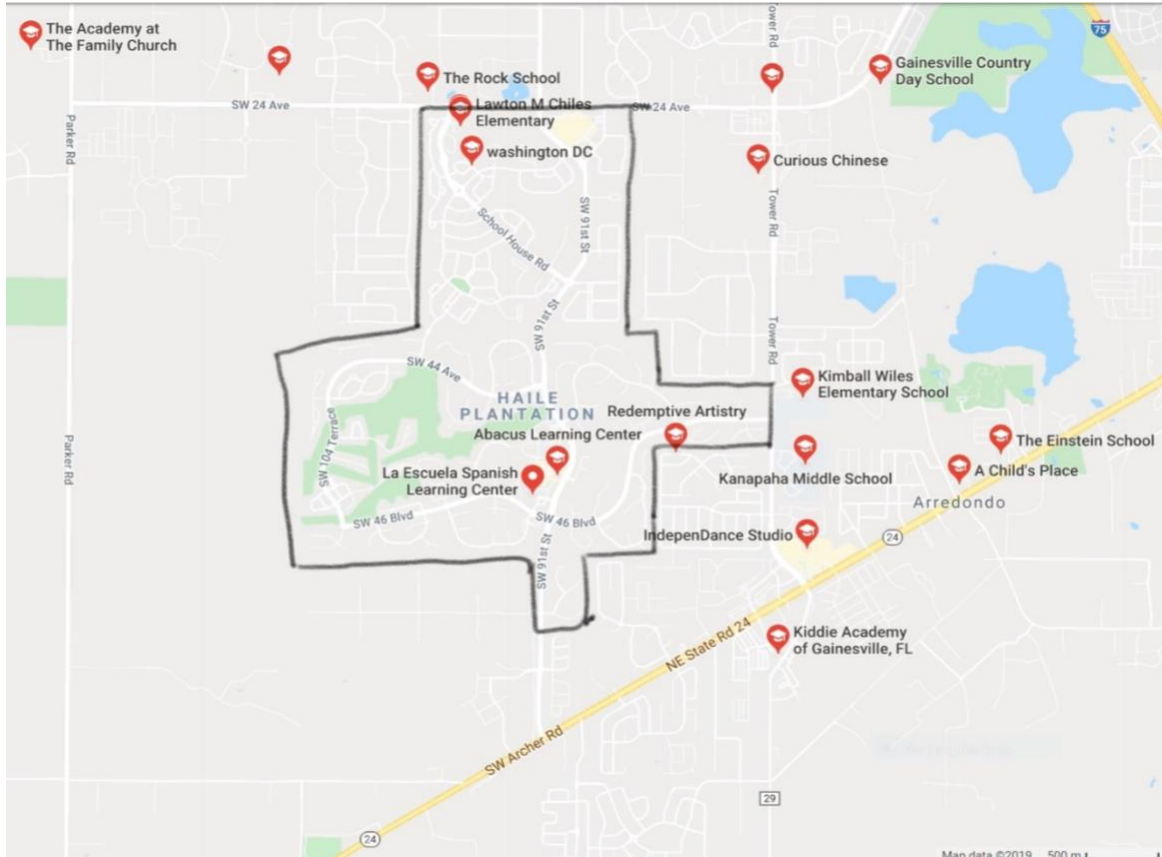 The Academy at
The Family Church
Tower Rd
75
The Rock School
Gainesville Country
Day School
SW 24 Ave
Lawton M Chiles
Elementary
SW 24 Ave
Parker Rd
washington DC
Curious Chinese
SW 91st St
Tower Rd
School House Rd
SW 91st St
Tower Rd
SW 44 Ave
Kimball Wiles
Elementary School
HAILE
PLANTATION
SW 104 Terrace
Redemptive Artistry
Abacus Learning Center
The Einstein School
Parker Rd
La Escuela Spanish
Learning Center
Kanapaha Middle School
A Child's Place
Arredondo
SW 46 Blvd
SW 46 Blvd
IndepenDance Studio
24
SW 91st St
Kiddie Academy
of Gainesville, FL
NE State Rd 24
SW Archer Rd
29
24
Map data ©2019 500 m